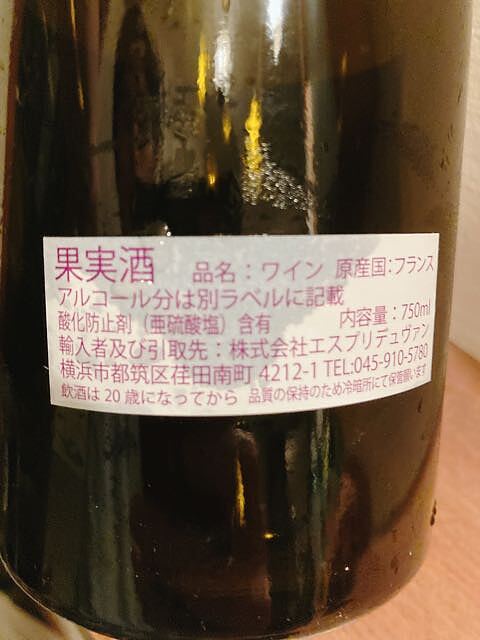 果実酒 品名：ワイン 原産国：フランス
アルコール分は別ラベルに記載
酸化防止剤（亜硫酸塩）含有 内容量：750ml
輸入者及び引取先：株式会社エスプリデュヴァン
横浜市都筑区荏田南町 4212-1 TEL:045-910-5780
飲酒は 20 歳になってから 品質の保持のため冷暗所にて保管願います